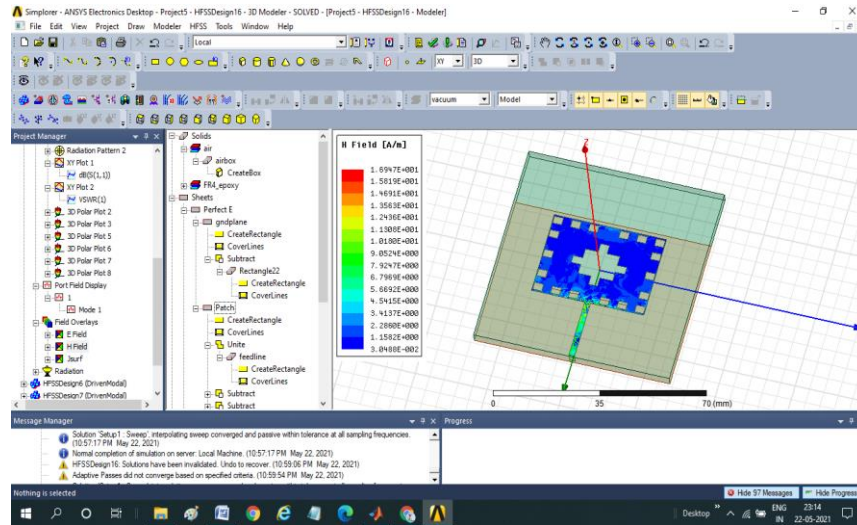 Simplorer - ANSYS Electronics Desktop - Project5 - HFSSDesign16 - 3D Modeler - SOLVED - [Project5 - HFSSDesign16 - Modeler]
File Edit View Project Draw Modeler HFSS Tools Window Help
Local
XY
3D
vacuum
Model
Project Manager
Radiation Pattern 2
XY Plot 1
dB(S(1,1))
XY Plot 2
VSWR(1)
3D Polar Plot 2
3D Polar Plot 3
3D Polar Plot 5
3D Polar Plot 6
3D Polar Plot 7
3D Polar Plot 8
Port Field Display
1
Mode 1
Field Overlays
E Field
H Field
Jsurf
Radiation
HFSSDesign6 (DrivenModal)
HFSSDesign7 (DrivenModal)
Solids
air
airbox
CreateBox
FR4_epoxy
Sheets
Perfect E
gndplane
CreateRectangle
CoverLines
Subtract
Rectangle22
CreateRectangle
CoverLines
Patch
CreateRectangle
CoverLines
Unite
feedline
CreateRectangle
CoverLines
Subtract
Subtract
H Field [A/m]
1.6947E+001
1.5819E+001
1.4691E+001
1.3563E+001
1.2436E+001
1.1308E+001
1.0180E+001
9.0524E+000
7.9247E+000
6.7969E+000
5.6692E+000
4.5415E+000
3.4137E+000
2.2860E+000
1.1582E+000
3.0488E-002
Z
0
35
70 (mm)
Message Manager
Solution 'Setup1 : Sweep', interpolating sweep converged and passive within tolerance at all sampling frequencies.
(10:57:17 PM May 22, 2021)
Normal completion of simulation on server: Local Machine. (10:57:17 PM May 22, 2021)
HFSSDesign16: Solutions have been invalidated. Undo to recover. (10:59:06 PM May 22, 2021)
Adaptive Passes did not converge based on specified criteria. (10:59:54 PM May 22, 2021)
Progress
Nothing is selected
Hide 97 Messages
Hide Progress
Desktop
ENG
IN
23:14
22-05-2021